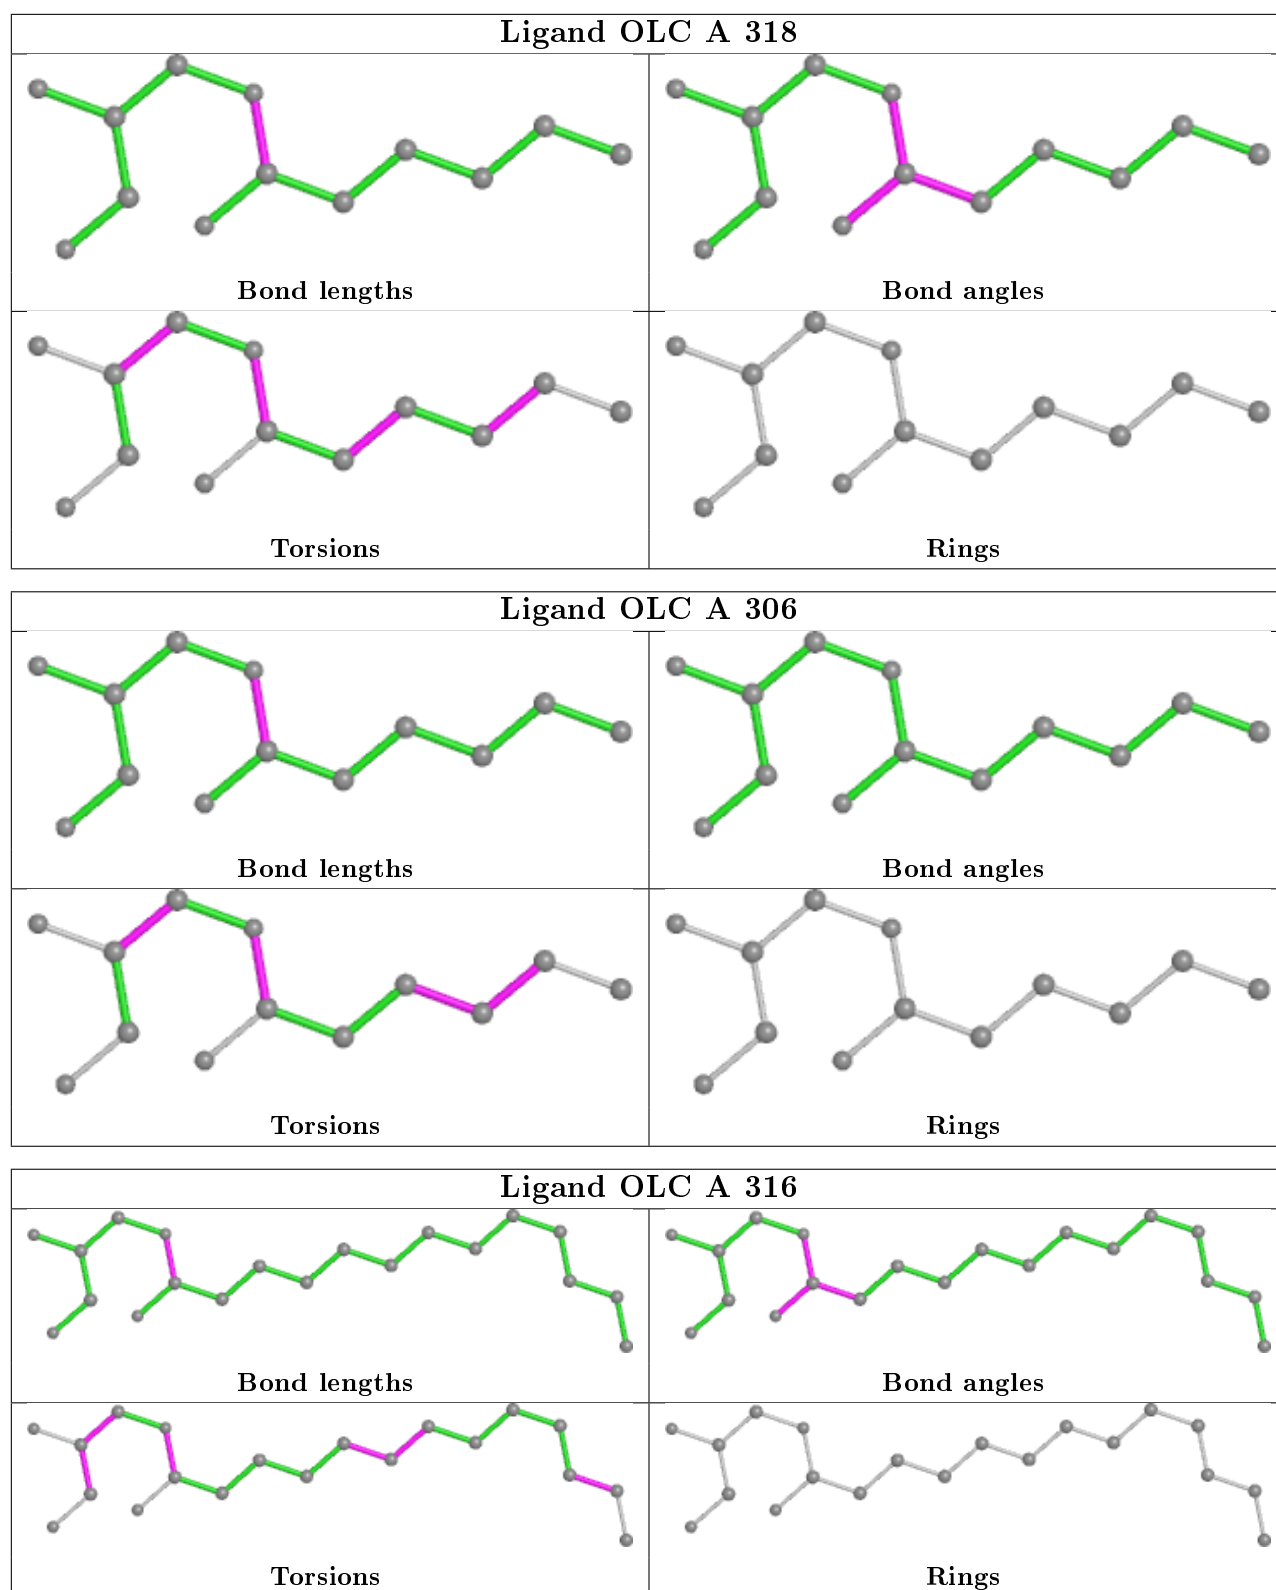 Ligand OLC A 318
Bond lengths
Bond angles
Torsions
Rings
Ligand OLC A 306
Bond lengths
Bond angles
Torsions
Rings
Ligand OLC A 316
Bond lengths
Bond angles
Torsions
Rings